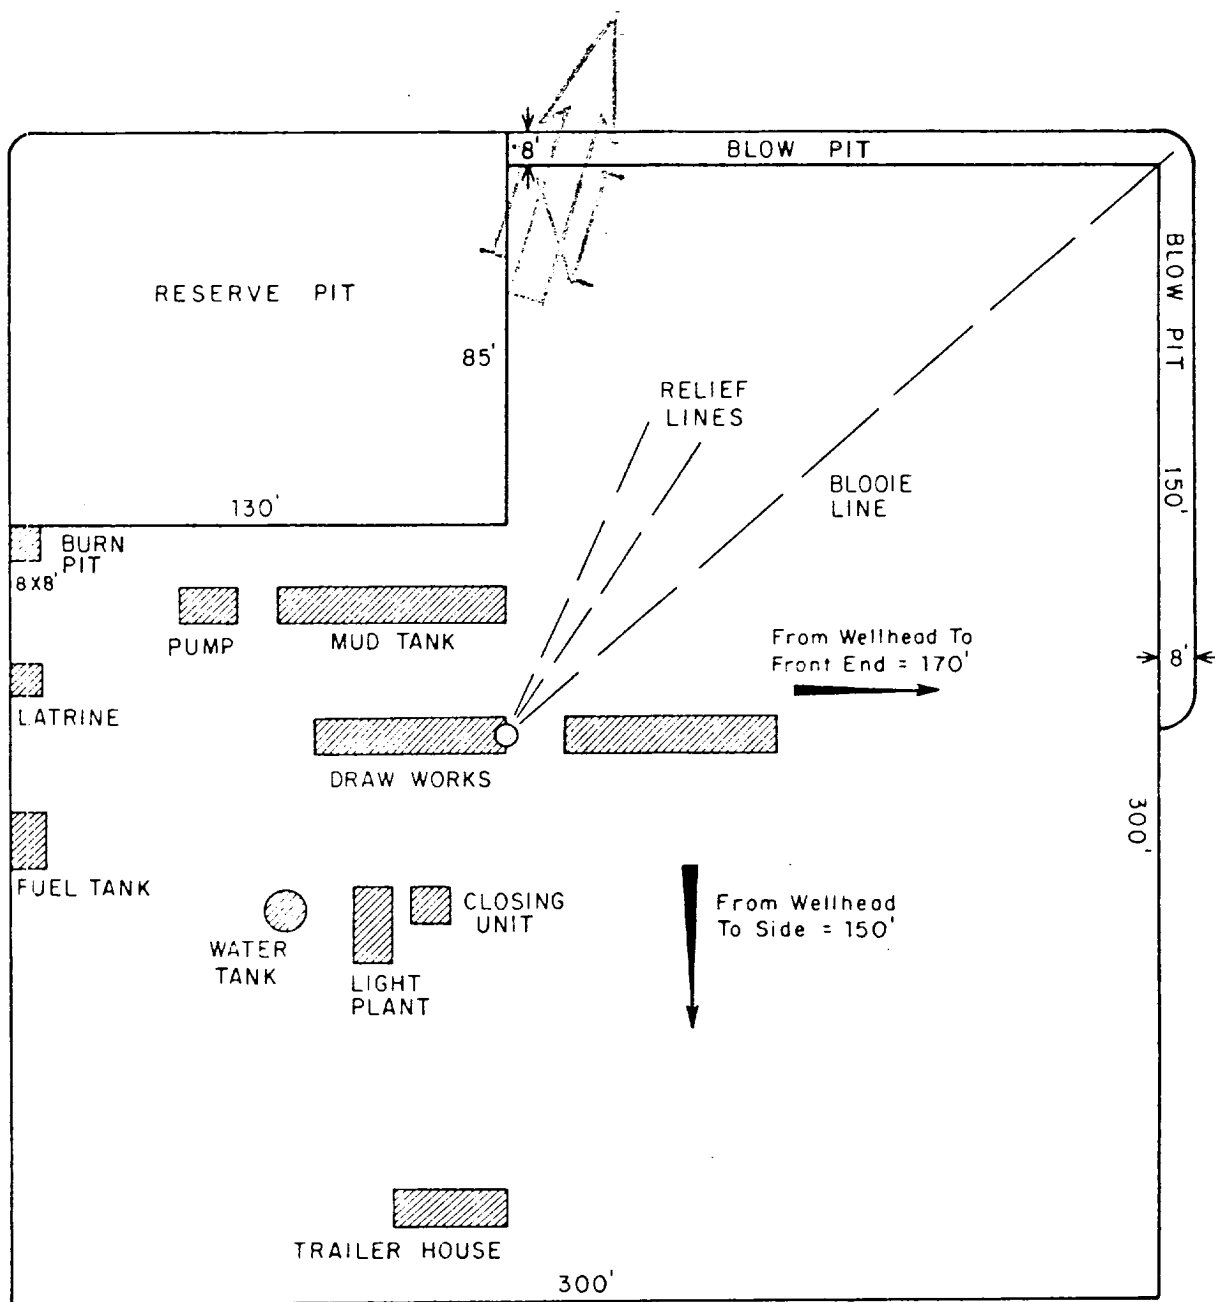 8'
BLOW PIT
BLOW PIT
RESERVE PIT
85'
RELIEF
LINES
130'
BLOOIE
LINE
150'
BURN
PIT
8 X 8'
PUMP
MUD TANK
From Wellhead To
Front End = 170'
8'
LATRINE
DRAW WORKS
300'
FUEL TANK
CLOSING
UNIT
From Wellhead
To Side = 150'
WATER
TANK
LIGHT
PLANT
TRAILER HOUSE
300'